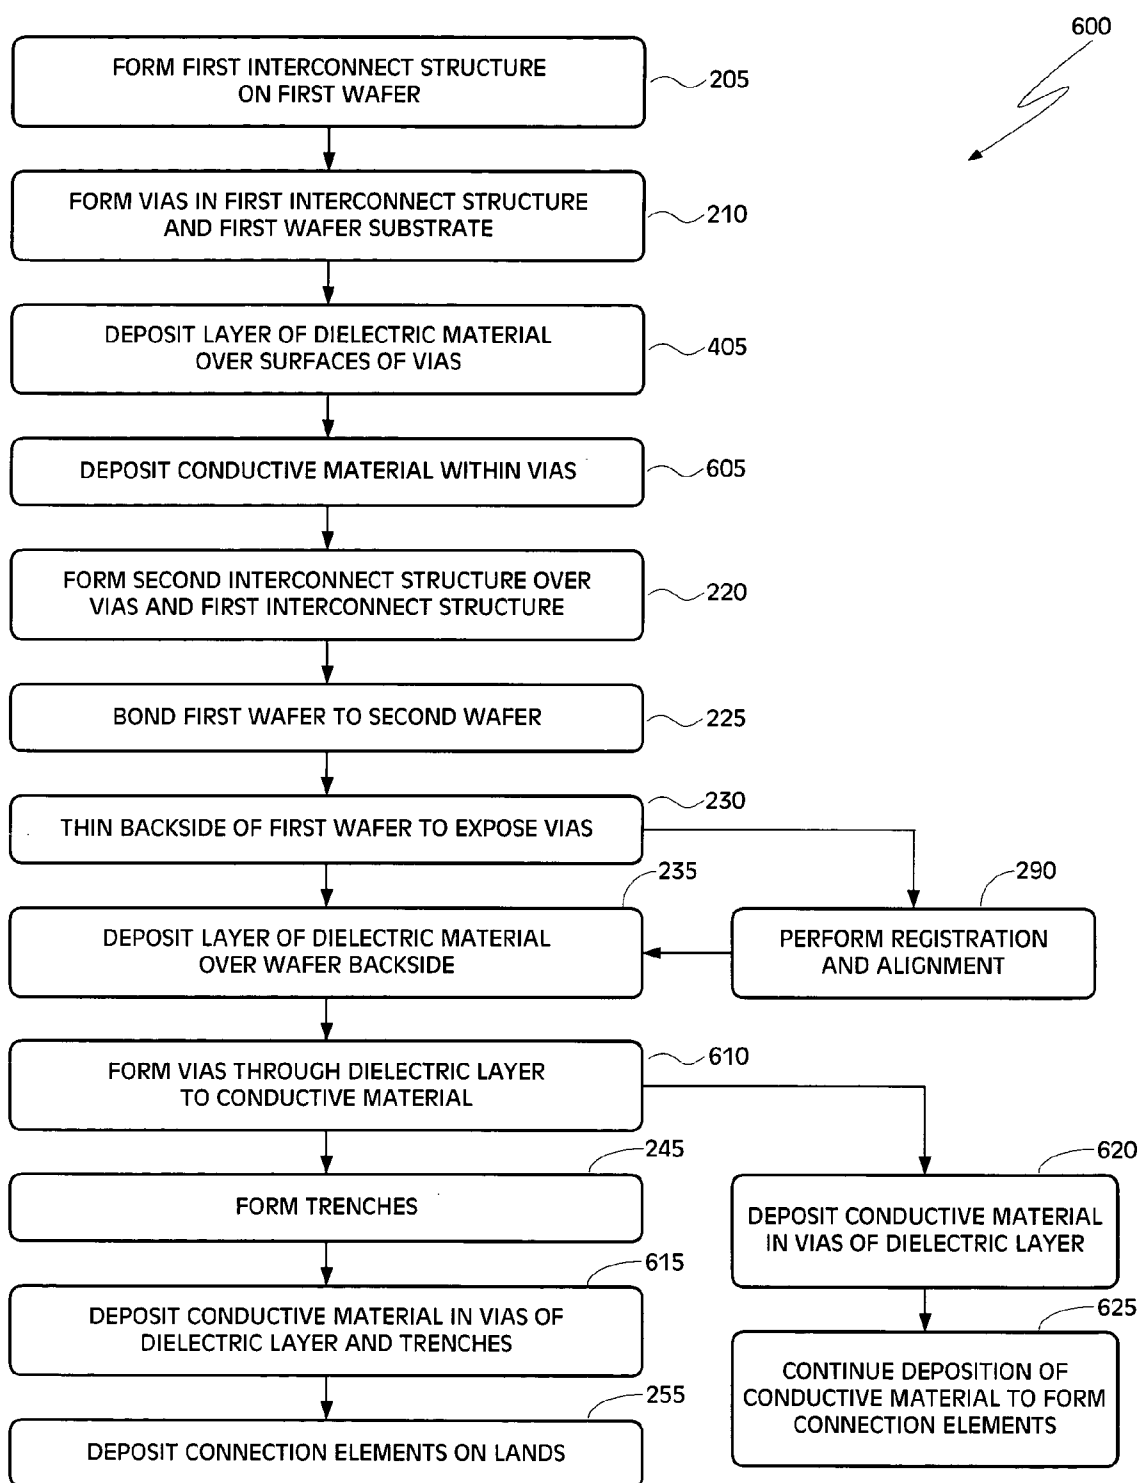 600
FORM FIRST INTERCONNECT STRUCTURE
ON FIRST WAFER
205
FORM VIAS IN FIRST INTERCONNECT STRUCTURE
AND FIRST WAFER SUBSTRATE
210
DEPOSIT LAYER OF DIELECTRIC MATERIAL
OVER SURFACES OF VIAS
405
DEPOSIT CONDUCTIVE MATERIAL WITHIN VIAS
605
FORM SECOND INTERCONNECT STRUCTURE OVER
VIAS AND FIRST INTERCONNECT STRUCTURE
220
BOND FIRST WAFER TO SECOND WAFER
225
THIN BACKSIDE OF FIRST WAFER TO EXPOSE VIAS
230
DEPOSIT LAYER OF DIELECTRIC MATERIAL
OVER WAFER BACKSIDE
235
PERFORM REGISTRATION
AND ALIGNMENT
290
FORM VIAS THROUGH DIELECTRIC LAYER
TO CONDUCTIVE MATERIAL
610
FORM TRENCHES
245
DEPOSIT CONDUCTIVE MATERIAL IN VIAS OF
DIELECTRIC LAYER AND TRENCHES
615
DEPOSIT CONNECTION ELEMENTS ON LANDS
255
DEPOSIT CONDUCTIVE MATERIAL
IN VIAS OF DIELECTRIC LAYER
620
CONTINUE DEPOSITION OF
CONDUCTIVE MATERIAL TO FORM
CONNECTION ELEMENTS
625